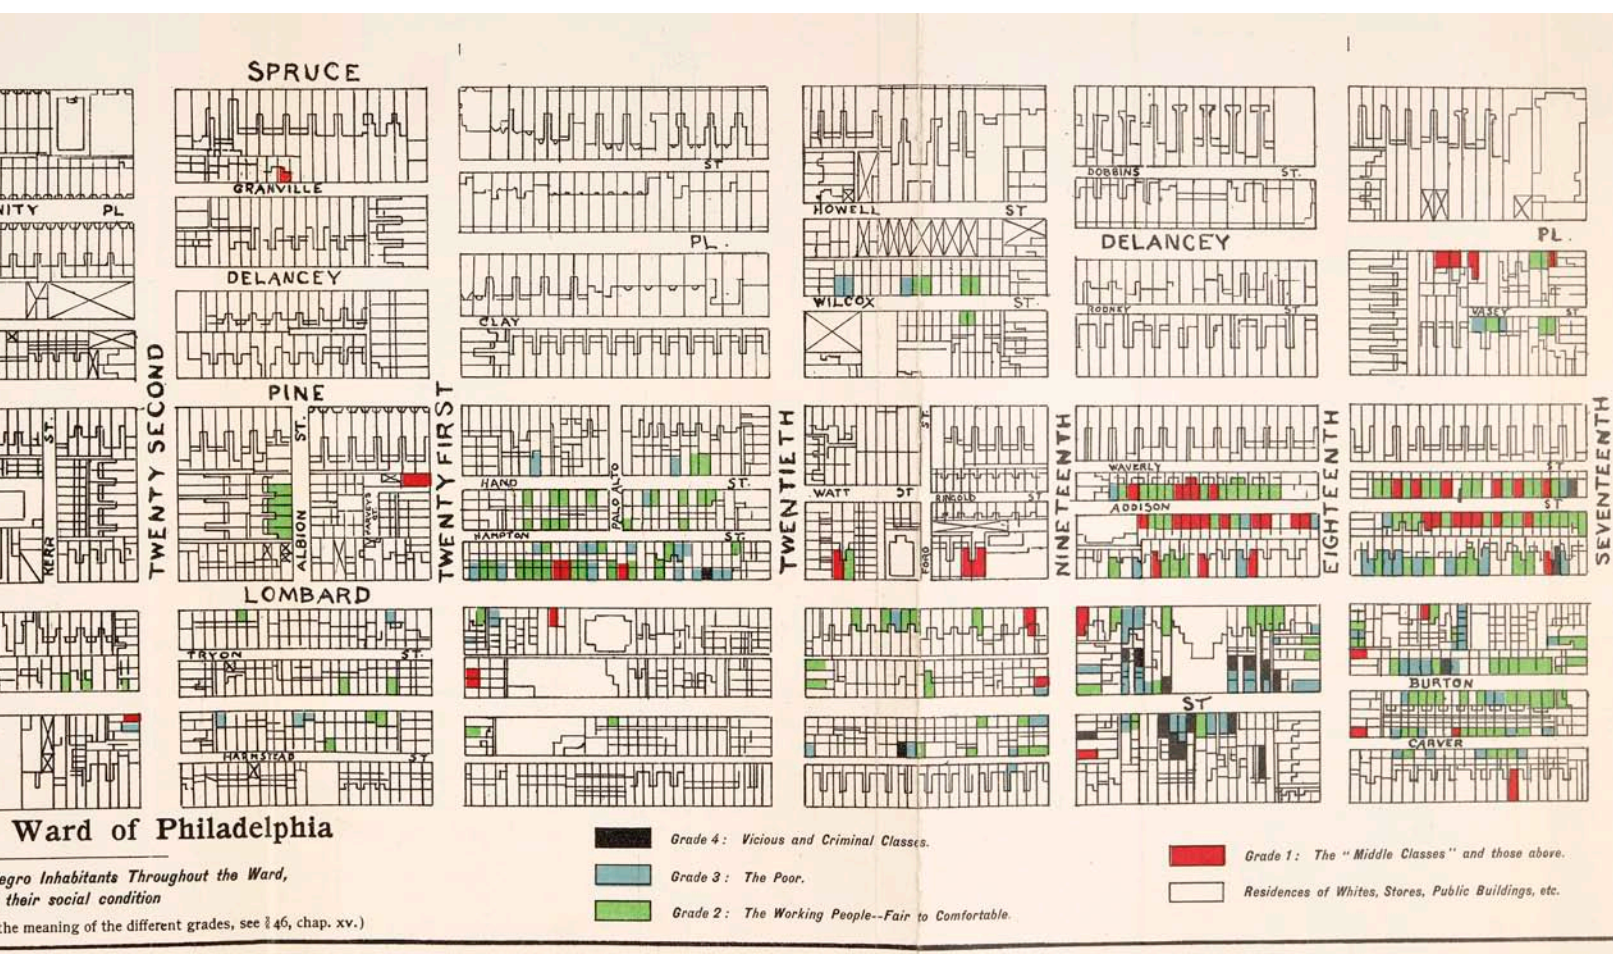 SPRUCE
GRANVILLE
ST
DOBBINS ST.
NITY PL
HOWELL ST
PL.
DELANCEY
PL.
DELANCEY
WILCOX ST.
RODNEY ST
VASEY ST
CLAY
TWENTY SECOND
PINE
TWENTY FIRST
TWENTIETH
NINETEENTH
EIGHTEENTH
SEVENTEENTH
ST.
ST.
ST.
WAVERLY ST
HAND ST.
WATT ST
RINGOLD ST
ADDISON ST
KERR
ALBION
HARVEY'S ST.
PALO ALTO
HAMPTON ST.
FORD
LOMBARD
TRYON ST.
BURTON
ST
HARMSTEAD ST
CARVER
Ward of Philadelphia
egro Inhabitants Throughout the Ward,
their social condition
the meaning of the different grades, see § 46, chap. xv.)
Grade 4: Vicious and Criminal Classes.
Grade 3: The Poor.
Grade 2: The Working People--Fair to Comfortable.
Grade 1: The "Middle Classes" and those above.
Residences of Whites, Stores, Public Buildings, etc.